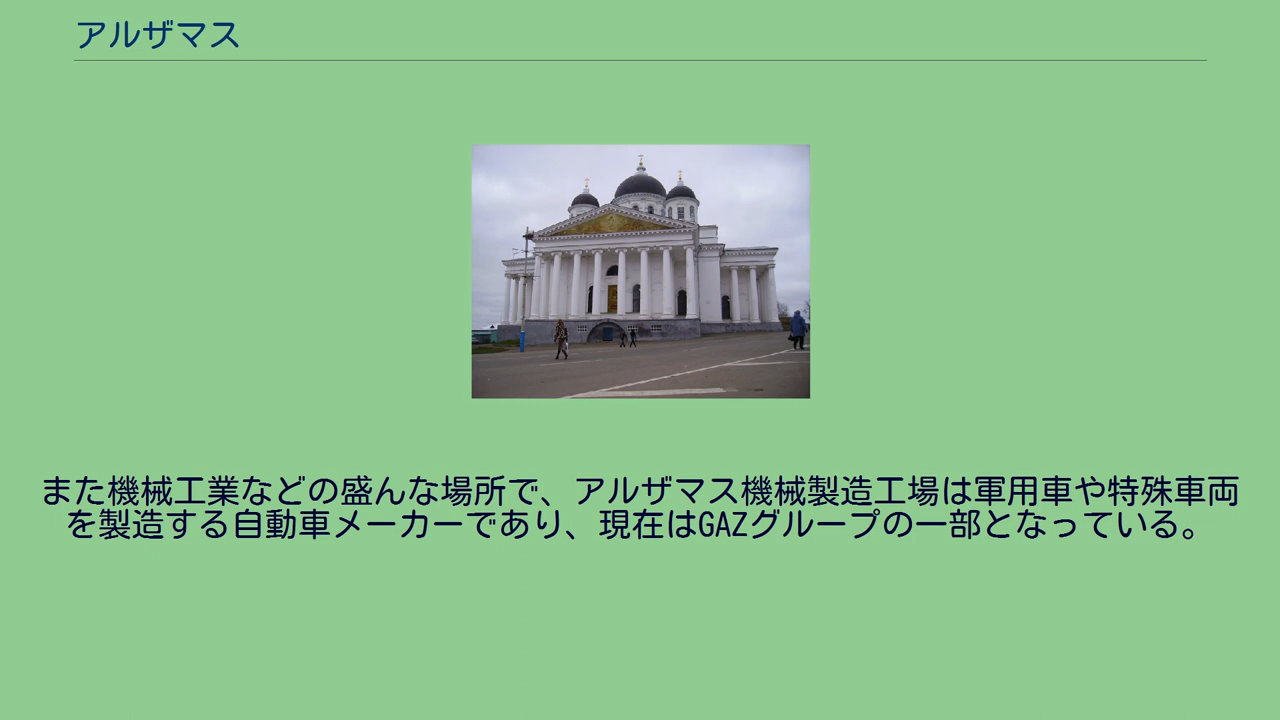 アルザマス
また機械工業などの盛んな場所で、アルザマス機械製造工場は軍用車や特殊車両
を製造する自動車メーカーであり、現在はGAZグループの一部となっている。